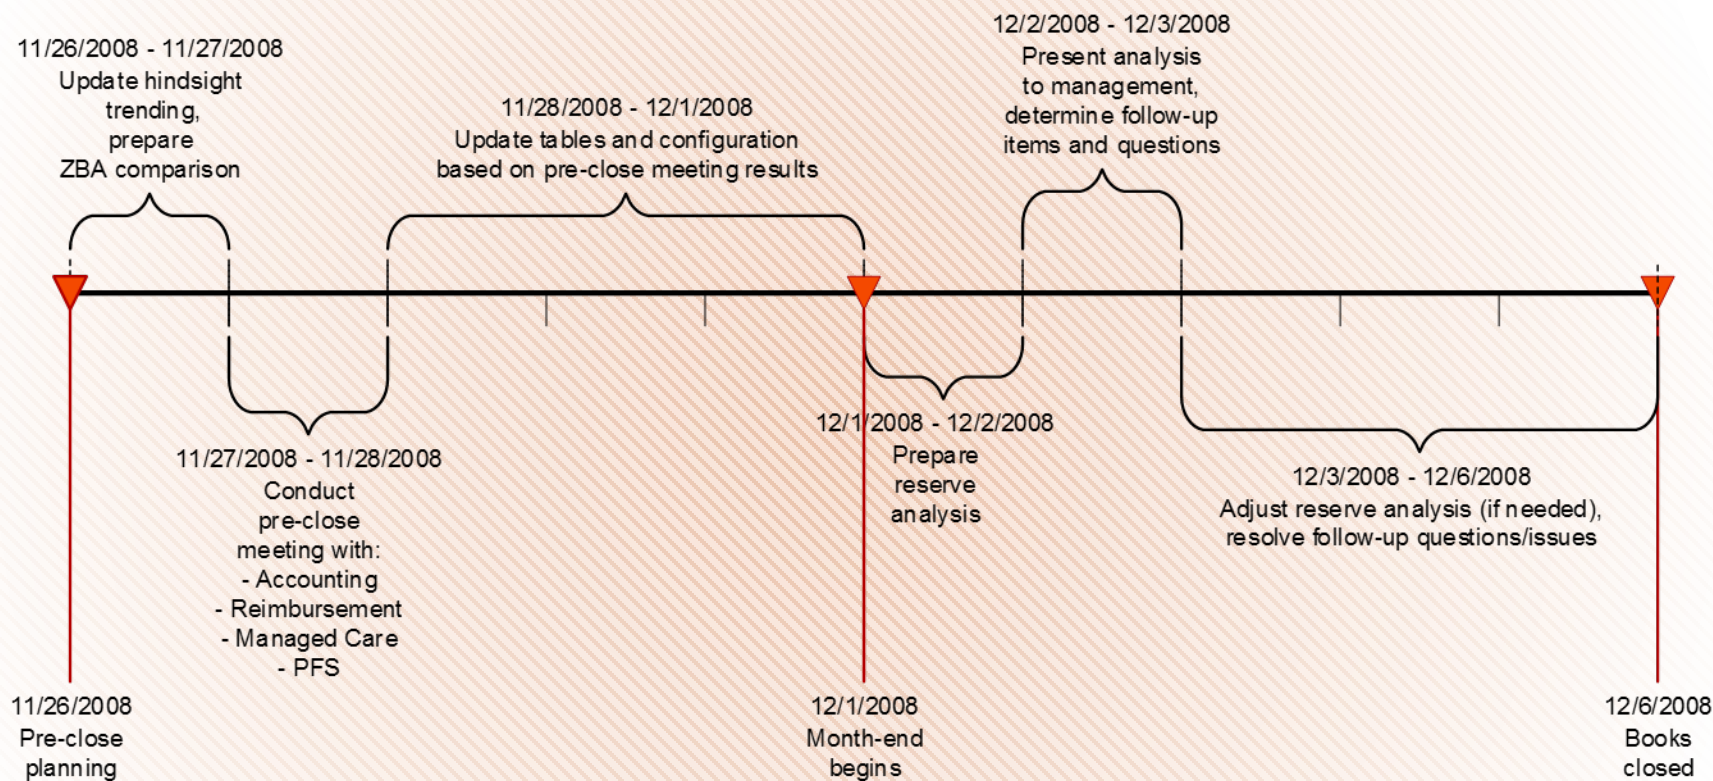 11/26/2008 - 11/27/2008
Update hindsight
trending,
prepare
ZBA comparison
11/28/2008 - 12/1/2008
Update tables and configuration
based on pre-close meeting results
12/2/2008 - 12/3/2008
Present analysis
to management,
determine follow-up
items and questions
11/27/2008 - 11/28/2008
Conduct
pre-close
meeting with:
- Accounting
- Reimbursement
- Managed Care
- PFS
12/1/2008 - 12/2/2008
Prepare
reserve
analysis
12/3/2008 - 12/6/2008
Adjust reserve analysis (if needed),
resolve follow-up questions/issues
11/26/2008
Pre-close
planning
12/1/2008
Month-end
begins
12/6/2008
Books
closed